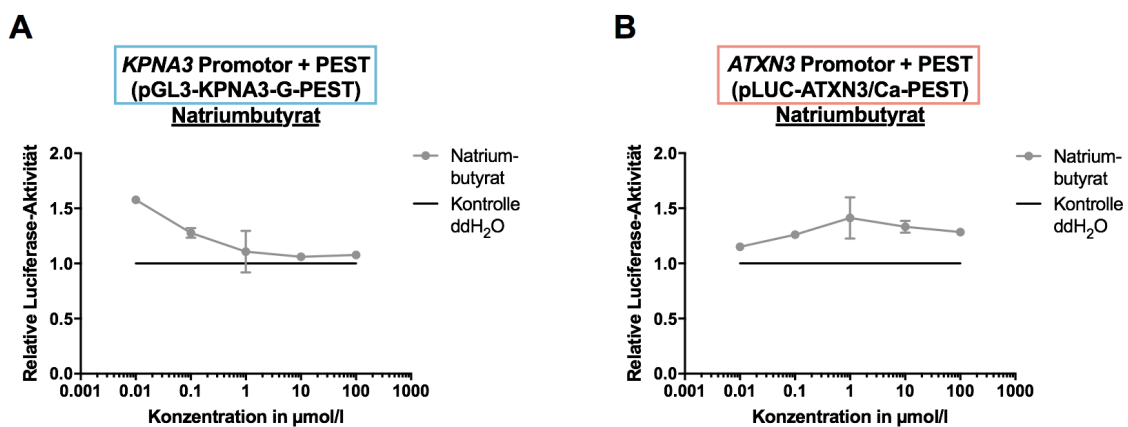 A
KPNA3 Promotor + PEST
(pGL3-KPNA3-G-PEST)
Natriumbutyrat
Relative Luciferase-Aktivität
2.0
1.5
1.0
0.5
0.0
0.001 0.01 0.1 1 10 100 1000
Konzentration in µmol/l
Natrium-
butyrat
Kontrolle
ddH₂O
B
ATXN3 Promotor + PEST
(pLUC-ATXN3/Ca-PEST)
Natriumbutyrat
Relative Luciferase-Aktivität
2.0
1.5
1.0
0.5
0.0
0.001 0.01 0.1 1 10 100 1000
Konzentration in µmol/l
Natrium-
butyrat
Kontrolle
ddH₂O